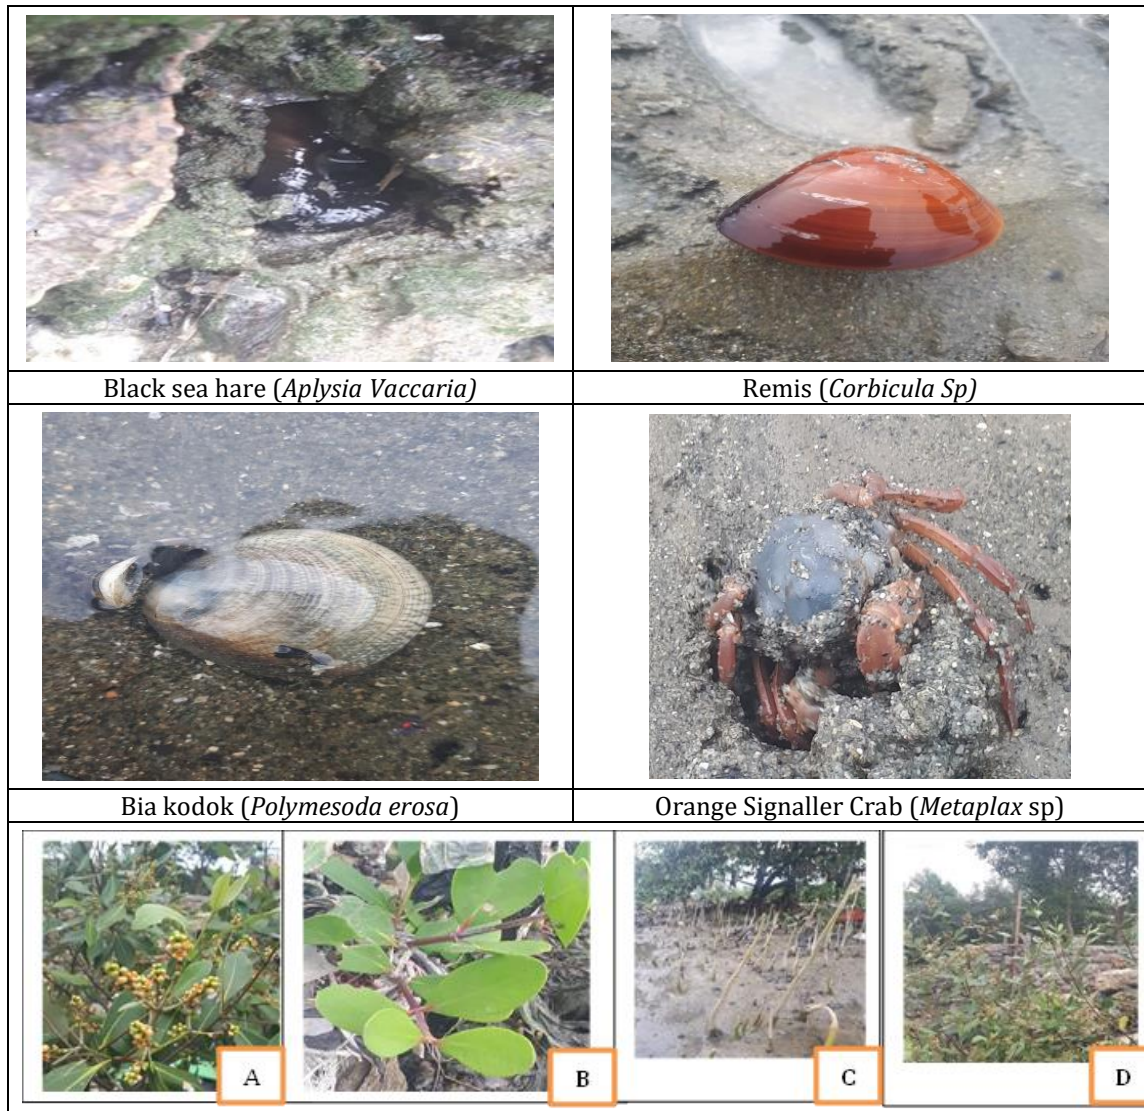 Black sea hare (Aplysia Vaccaria)
Remis (Corbicula Sp)
Bia kodok (Polymesoda erosa)
Orange Signaller Crab (Metaplax sp)
A
B
C
D